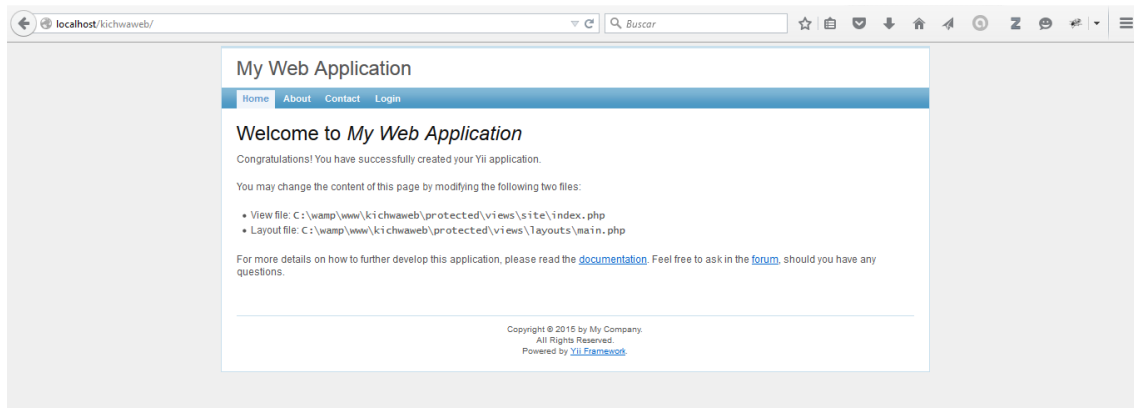 localhost/kichwaweb/
Buscar
My Web Application
Home About Contact Login
Welcome to My Web Application
Congratulations! You have successfully created your Yii application.
You may change the content of this page by modifying the following two files:
• View file: C:\wamp\www\kichwaweb\protected\views\site\index.php
• Layout file: C:\wamp\www\kichwaweb\protected\views\layouts\main.php
For more details on how to further develop this application, please read the documentation. Feel free to ask in the forum, should you have any
questions.
Copyright © 2015 by My Company.
All Rights Reserved.
Powered by Yii Framework.